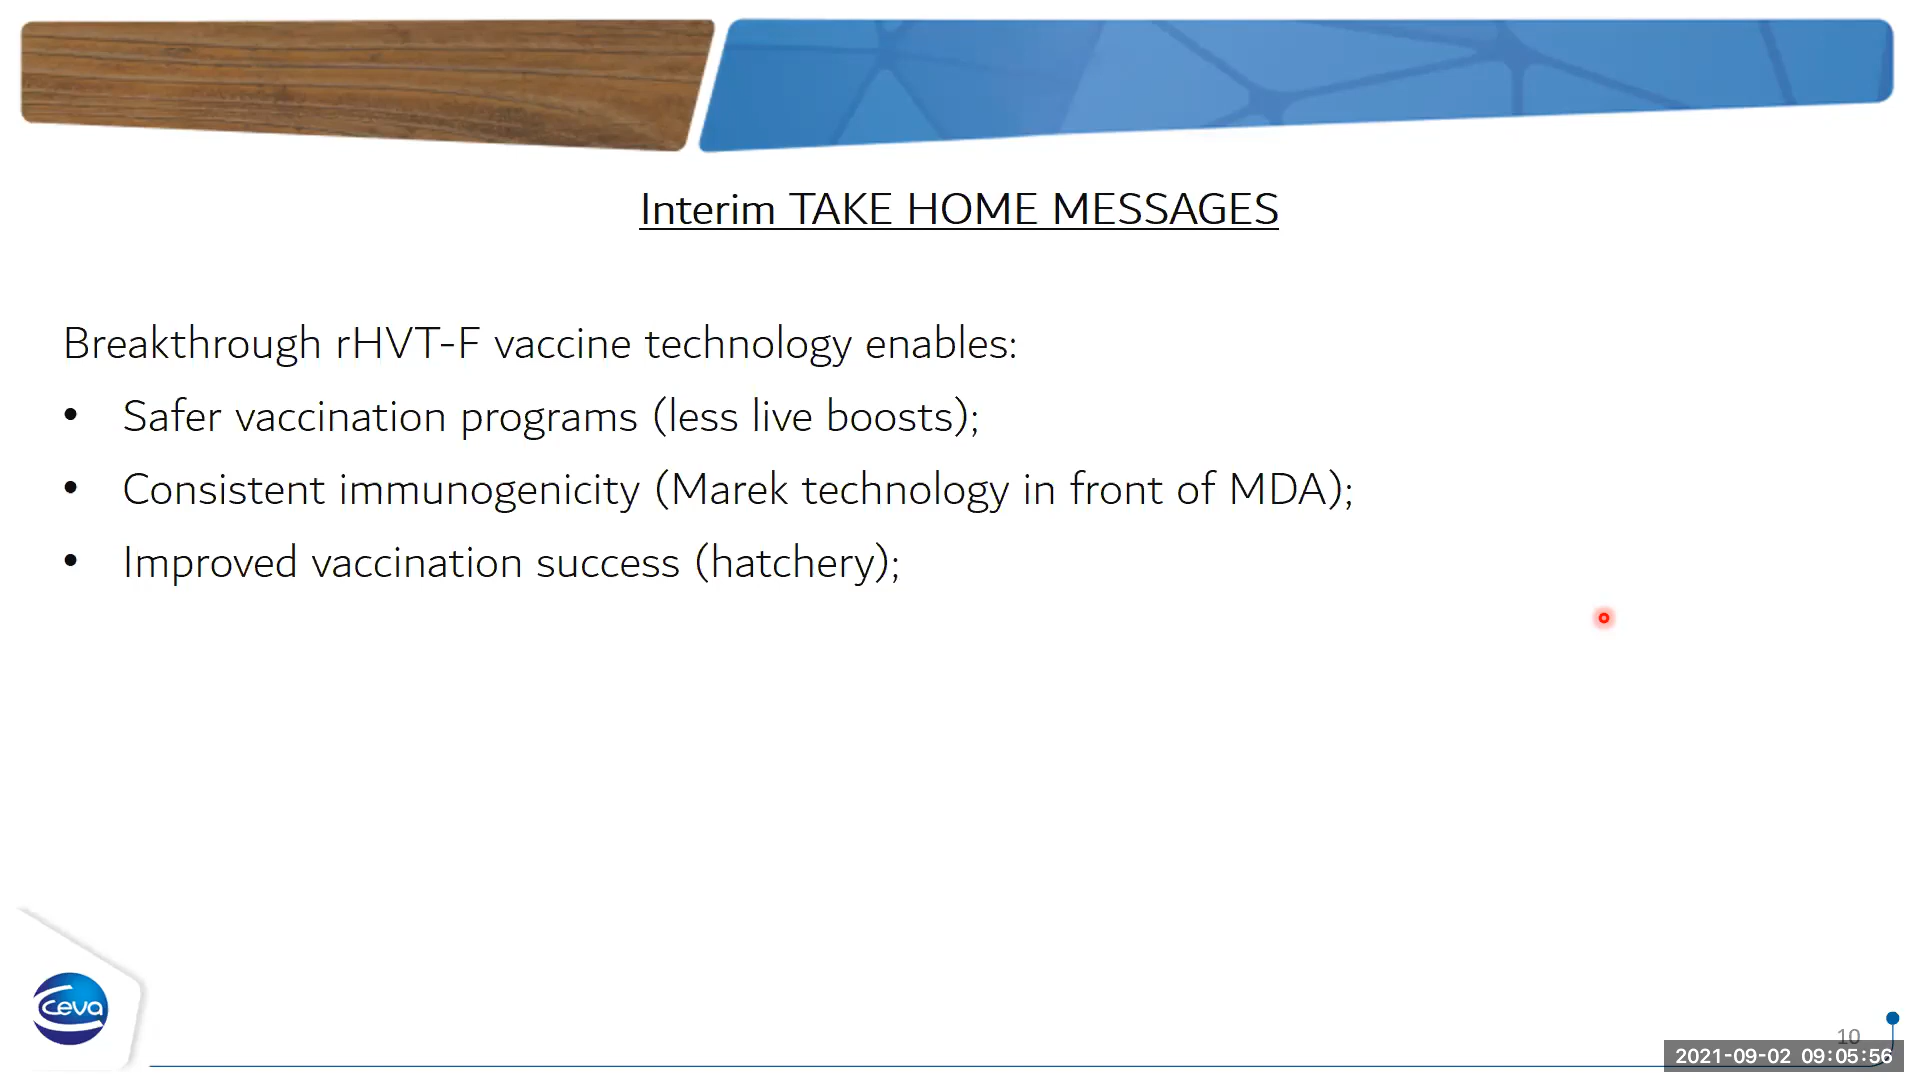 Interim TAKE HOME MESSAGES
Breakthrough rHVT-F vaccine technology enables:
• Safer vaccination programs (less live boosts);
• Consistent immunogenicity (Marek technology in front of MDA);
• Improved vaccination success (hatchery);
ceva
10
2021-09-02 09:05:56